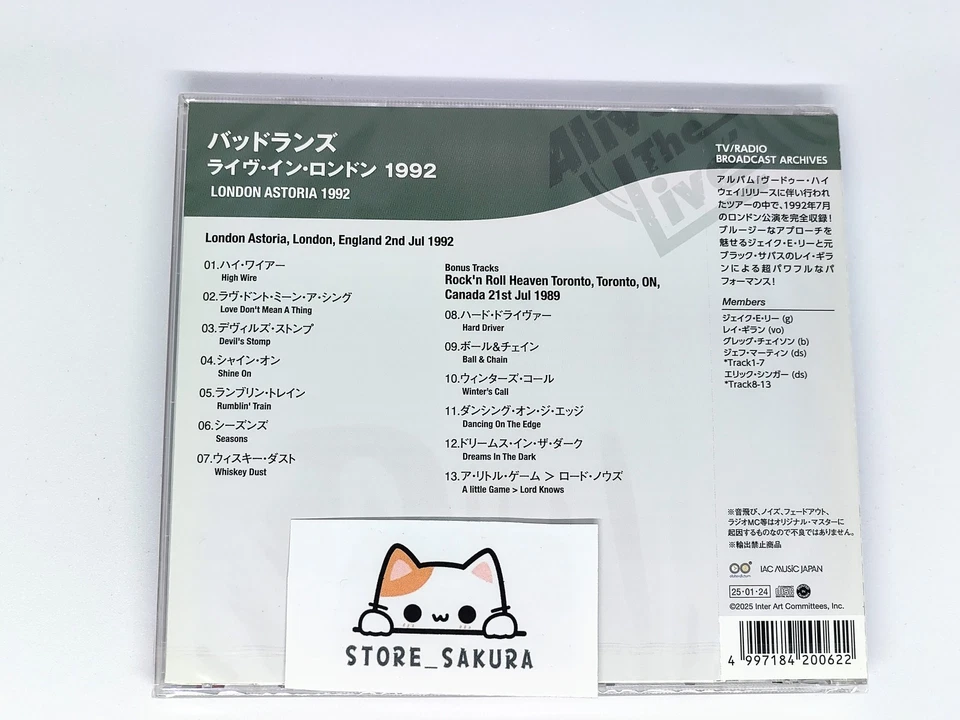 バッドランズ
ライヴ・イン・ロンドン 1992
LONDON ASTORIA 1992
Alive
The
Live
TV/RADIO
BROADCAST ARCHIVES
アルバム『ヴードゥー・ハイ
ウェイ』リリースに伴い行われ
たツアーの中で、1992年7月
のロンドン公演を完全収録!
ブルージーなアプローチを
魅せるジェイク・E・リーと元
ブラック・サバスのレイ・ギラ
ンによる超パワフルなパ
フォーマンス!
Members
ジェイク・E・リー (g)
レイ・ギラン (vo)
グレッグ・チェイソン (b)
ジェフ・マーティン (ds)
*Track1-7
エリック・シンガー (ds)
*Track8-13
London Astoria, London, England 2nd Jul 1992
01.ハイ・ワイアー
High Wire
02.ラヴ・ドント・ミーン・ア・シング
Love Don't Mean A Thing
03.デヴィルズ・ストンプ
Devil's Stomp
04.シャイン・オン
Shine On
05.ランブリン・トレイン
Rumblin' Train
06.シーズンズ
Seasons
07.ウィスキー・ダスト
Whiskey Dust
Bonus Tracks
Rock'n Roll Heaven Toronto, Toronto, ON,
Canada 21st Jul 1989
08.ハード・ドライヴァー
Hard Driver
09.ボール&チェイン
Ball & Chain
10.ウィンターズ・コール
Winter's Call
11.ダンシング・オン・ジ・エッジ
Dancing On The Edge
12.ドリームス・イン・ザ・ダーク
Dreams In The Dark
13.ア・リトル・ゲーム > ロード・ノウズ
A little Game > Lord Knows
※音飛び、ノイズ、フェードアウト、
ラジオMC等はオリジナル・マスターに
起因するものなので不良ではありません。
※輸出禁止商品
IAC MUSIC JAPAN
25·01·24
©2025 Inter Art Committees, Inc.
4 997184 200622
STORE_SAKURA